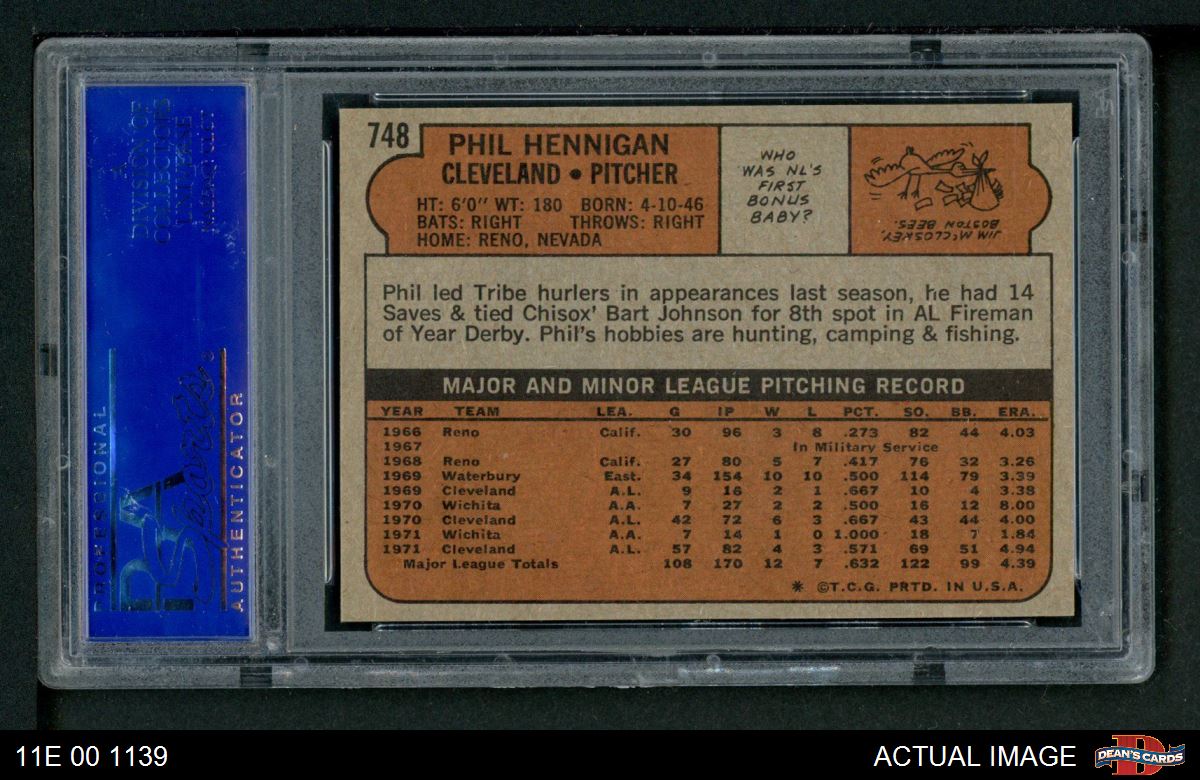 DIVISION OF
COLLECTORS
UNIVERSE
NASDAQ: CLCT
PROFESSIONAL
PSA
Sports
AUTHENTICATOR
748
PHIL HENNIGAN
CLEVELAND • PITCHER
HT: 6'0" WT: 180 BORN: 4-10-46
BATS: RIGHT THROWS: RIGHT
HOME: RENO, NEVADA
WHO
WAS NL'S
FIRST
BONUS
BABY?
JIM McCLOSKEY,
BOSTON BEES.
Phil led Tribe hurlers in appearances last season, he had 14
Saves & tied Chisox' Bart Johnson for 8th spot in AL Fireman
of Year Derby. Phil's hobbies are hunting, camping & fishing.
MAJOR AND MINOR LEAGUE PITCHING RECORD
YEAR TEAM LEA. G IP W L PCT. SO. BB. ERA.
1966 Reno Calif. 30 96 3 8 .273 82 44 4.03
1967 In Military Service
1968 Reno Calif. 27 80 5 7 .417 76 32 3.26
1969 Waterbury East. 34 154 10 10 .500 114 79 3.39
1969 Cleveland A.L. 9 16 2 1 .667 10 4 3.38
1970 Wichita A.A. 7 27 2 2 .500 16 12 8.00
1970 Cleveland A.L. 42 72 6 3 .667 43 44 4.00
1971 Wichita A.A. 7 14 1 0 1.000 18 7 1.84
1971 Cleveland A.L. 57 82 4 3 .571 69 51 4.94
Major League Totals 108 170 12 7 .632 122 99 4.39
* ©T.C.G. PRTD. IN U.S.A.
11E 00 1139
ACTUAL IMAGE
D
DEAN'S CARDS